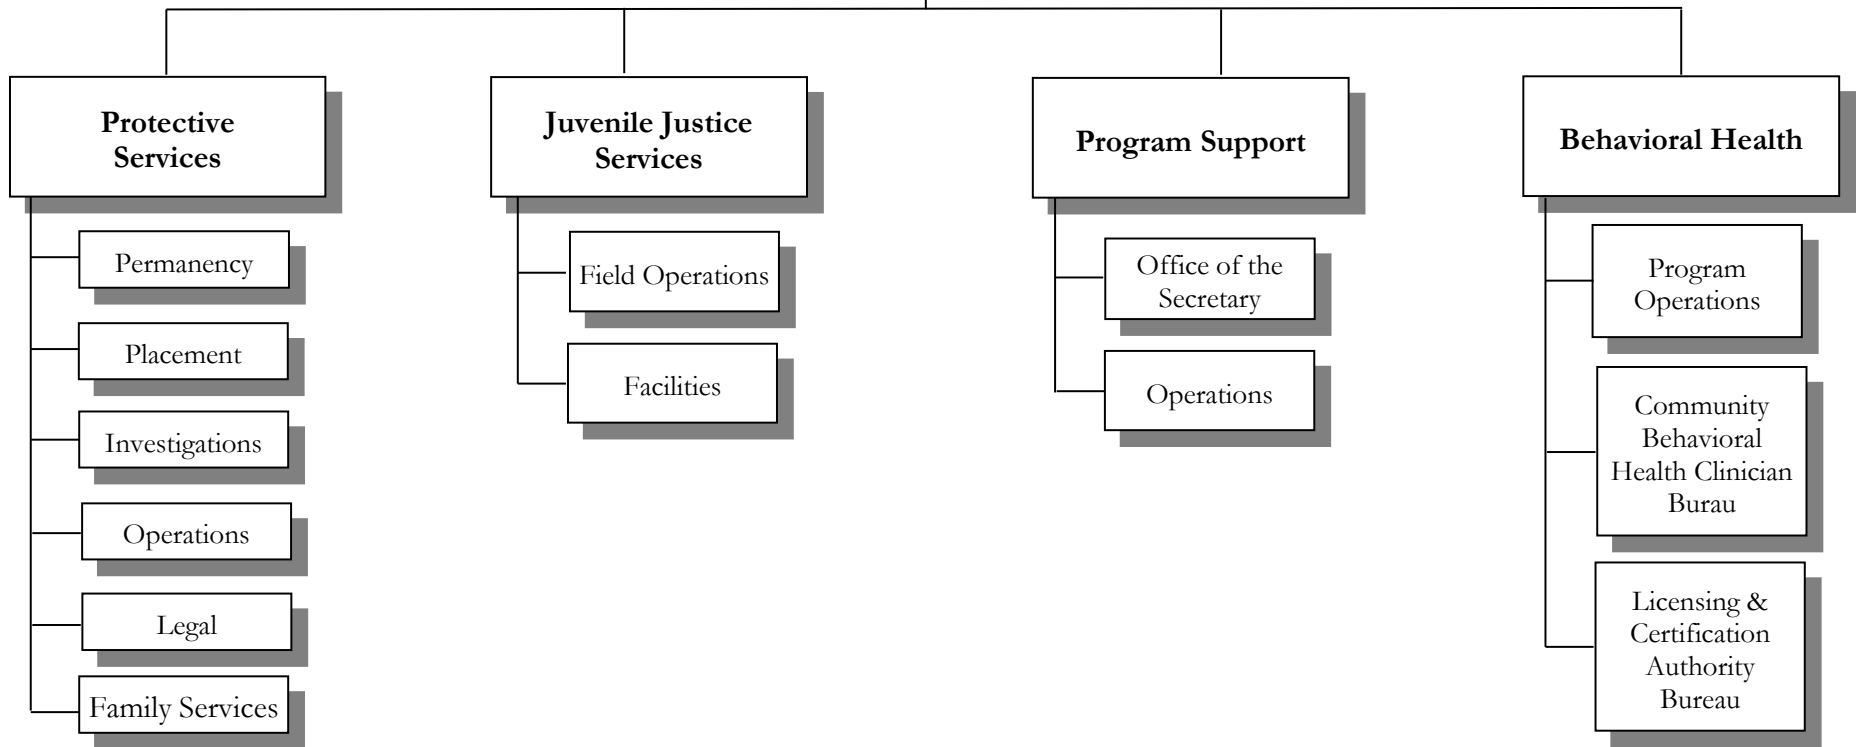 Protective
Services
Permanency
Placement
Investigations
Operations
Legal
Family Services
Juvenile Justice
Services
Field Operations
Facilities
Program Support
Office of the
Secretary
Operations
Behavioral Health
Program
Operations
Community
Behavioral
Health Clinician
Burau
Licensing &
Certification
Authority
Bureau